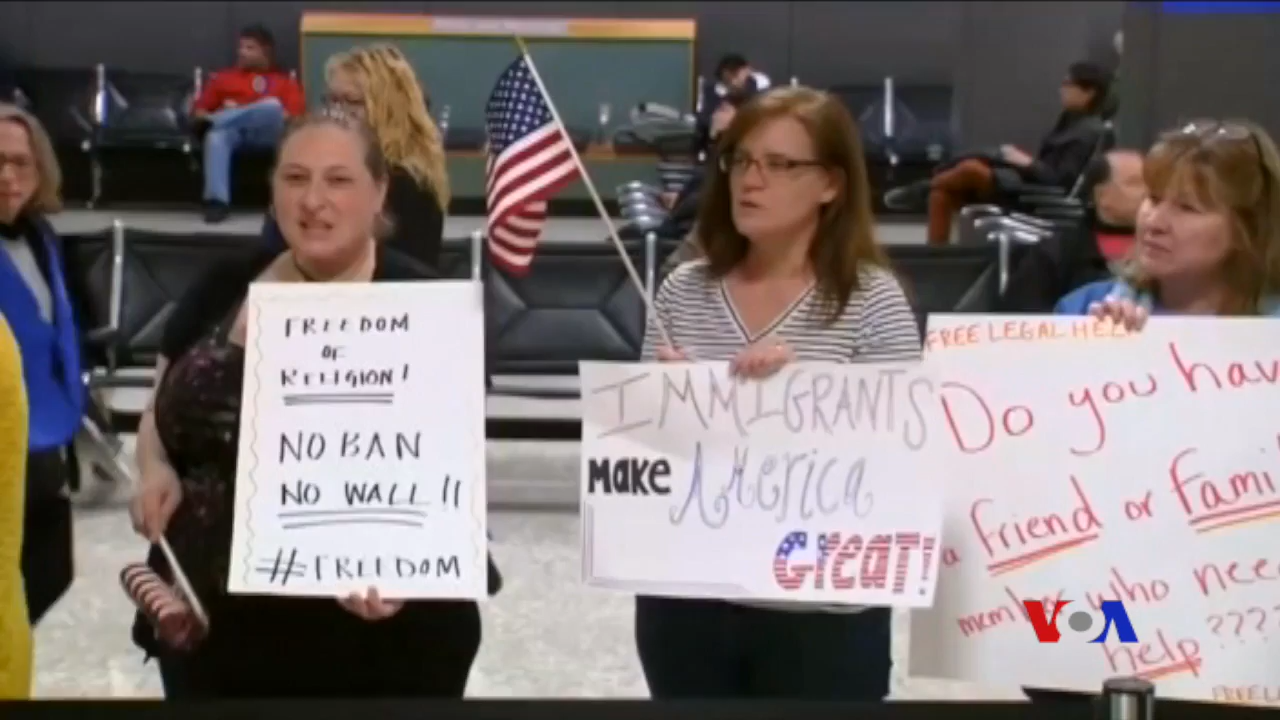 FREEDOM
OF
RELIGION!
NO BAN
NO WALL!!
#FREEDOM
IMMIGRANTS
Make America
Great!
FREE LEGAL HELP
Do you hav
a friend or Fami
member who nee
help????
FREE L
VOA